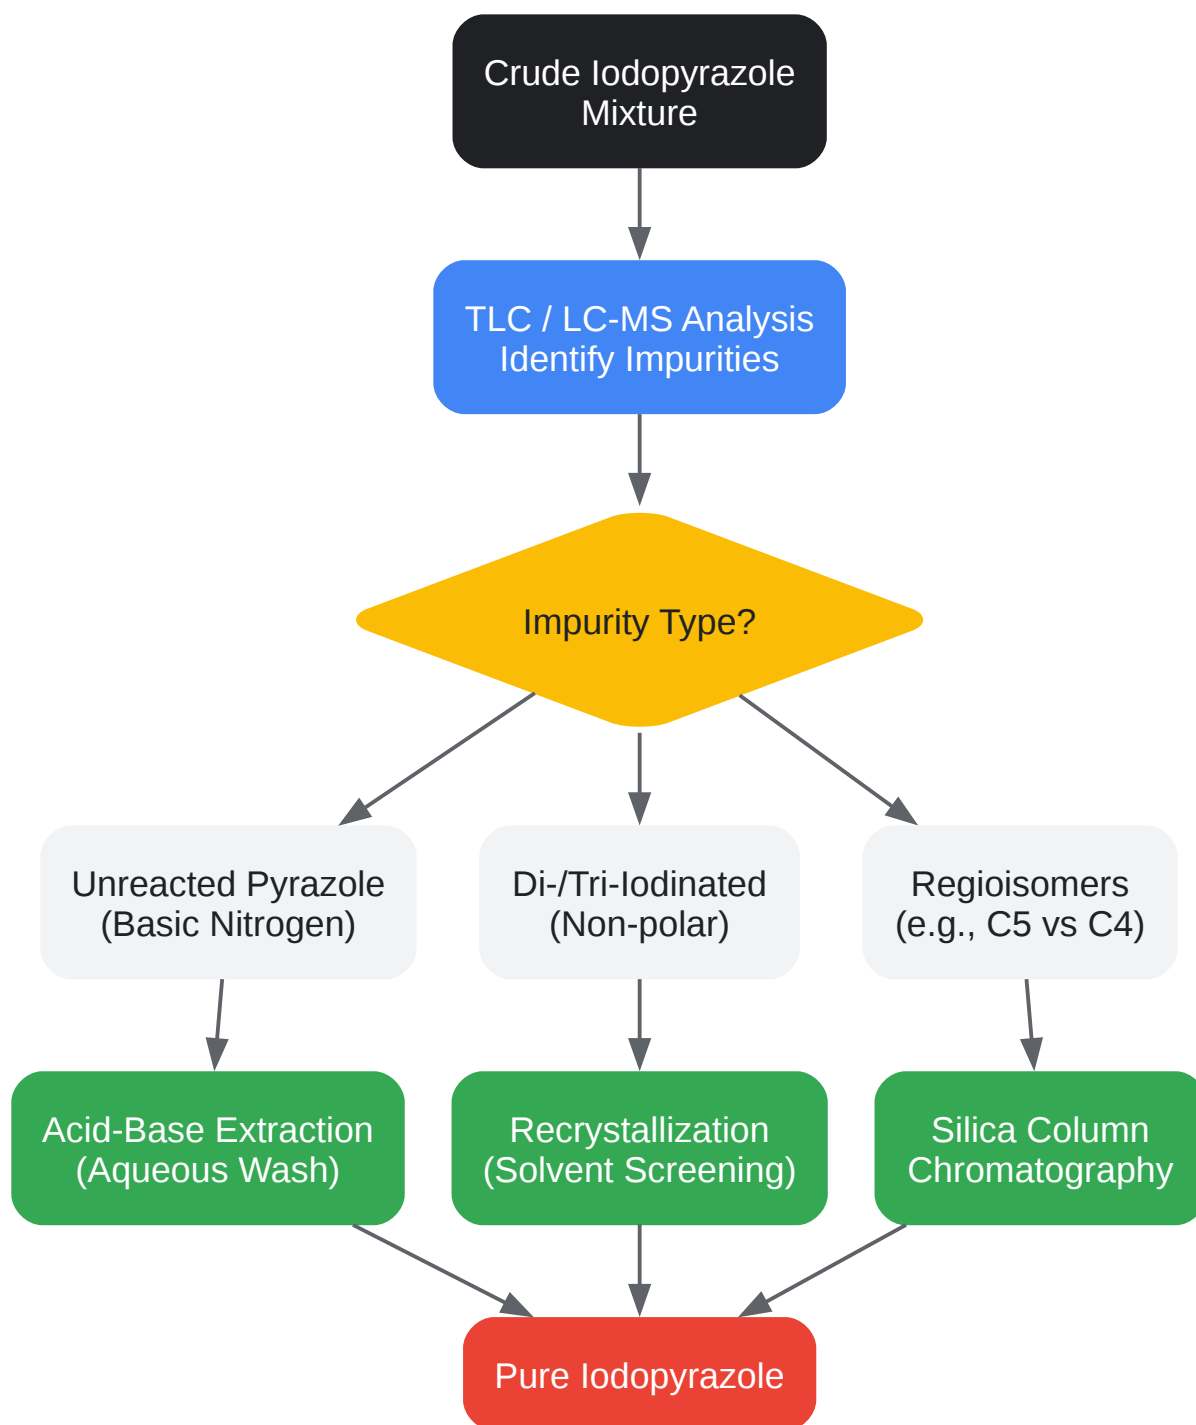 Crude Iodopyrazole
Mixture
TLC / LC-MS Analysis
Identify Impurities
Impurity Type?
Unreacted Pyrazole
(Basic Nitrogen)
Di-/Tri-Iodinated
(Non-polar)
Regioisomers
(e.g., C5 vs C4)
Acid-Base Extraction
(Aqueous Wash)
Recrystallization
(Solvent Screening)
Silica Column
Chromatography
Pure Iodopyrazole